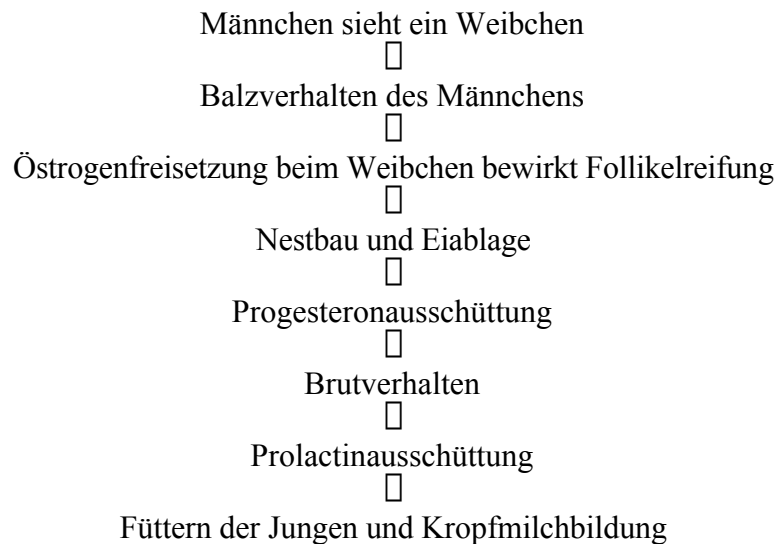 Männchen sieht ein Weibchen

Balzverhalten des Männchens

Östrogenfreisetzung beim Weibchen bewirkt Follikelreifung

Nestbau und Eiablage

Progesteronausschüttung

Brutverhalten

Prolactinausschüttung

Füttern der Jungen und Kropfmilchbildung